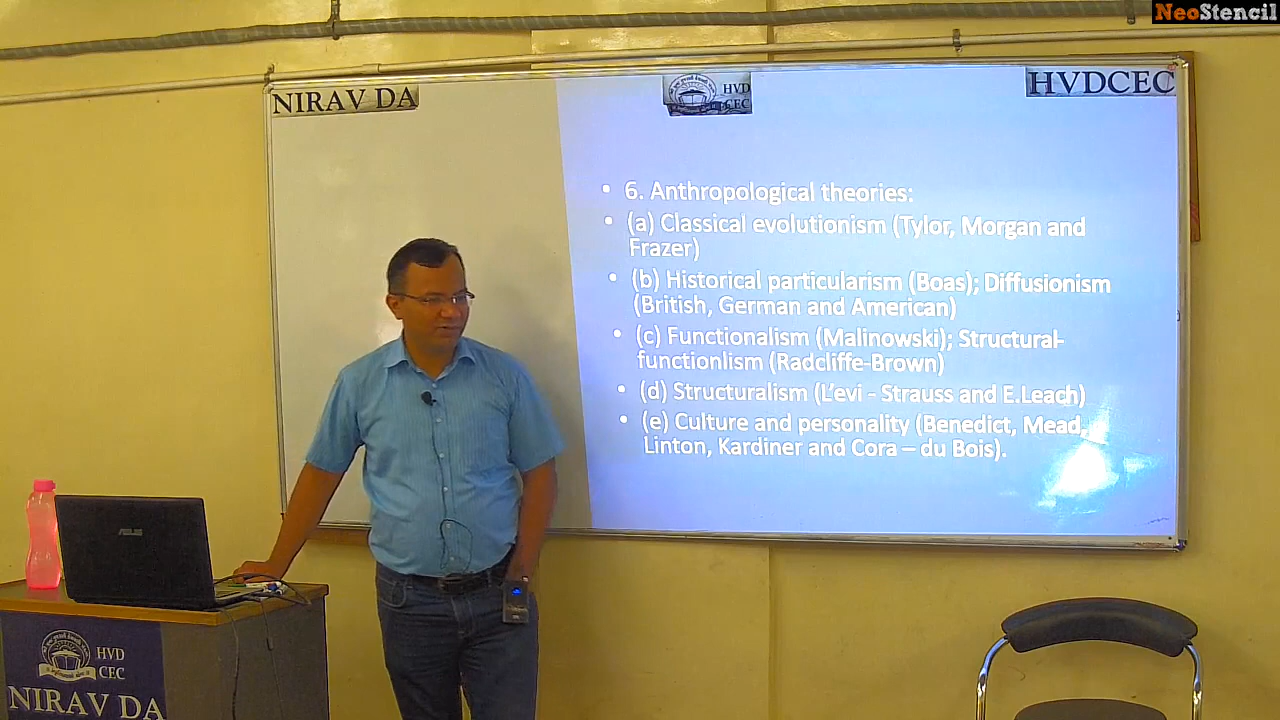 NeoStencil
NIRAV DA
HVD
CEC
HVDCEC
• 6. Anthropological theories:
• (a) Classical evolutionism (Tylor, Morgan and
Frazer)
• (b) Historical particularism (Boas); Diffusionism
(British, German and American)
• (c) Functionalism (Malinowski); Structural-
functionlism (Radcliffe-Brown)
• (d) Structuralism (L'evi - Strauss and E.Leach)
• (e) Culture and personality (Benedict, Mead,
Linton, Kardiner and Cora – du Bois).
ASUS
HVD
CEC
NIRAV DA